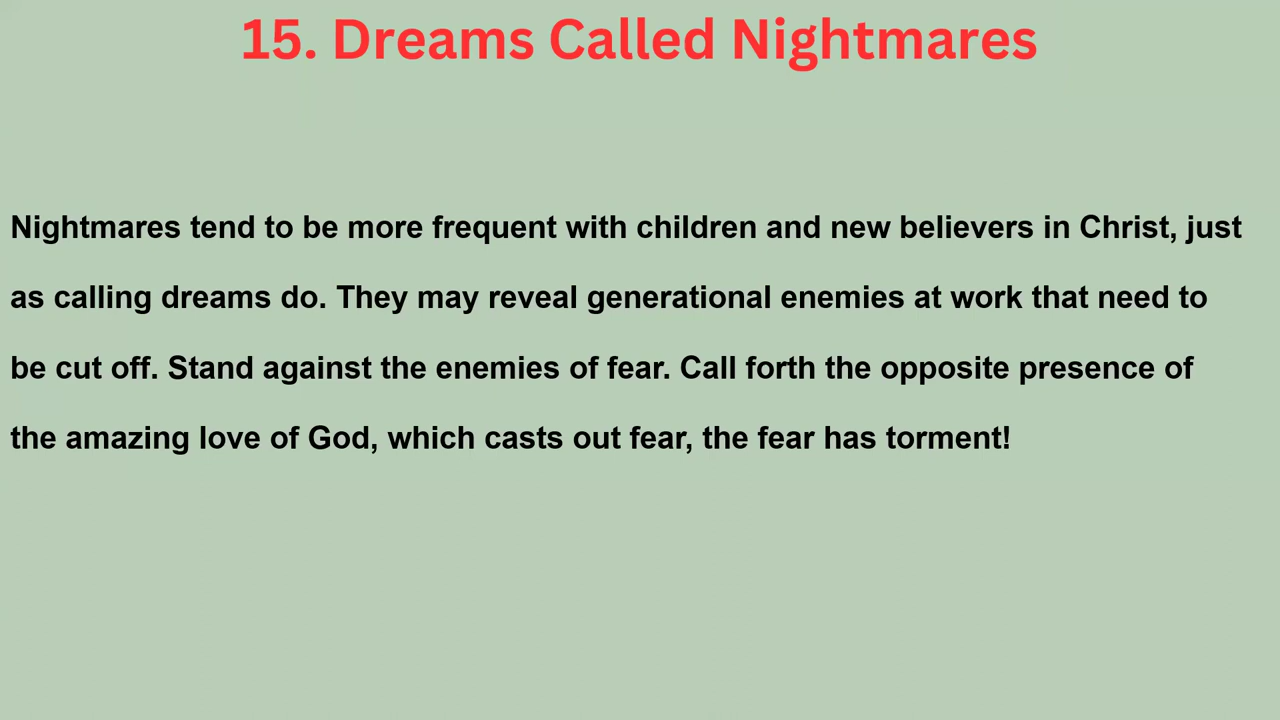 15. Dreams Called Nightmares
Nightmares tend to be more frequent with children and new believers in Christ, just
as calling dreams do. They may reveal generational enemies at work that need to
be cut off. Stand against the enemies of fear. Call forth the opposite presence of
the amazing love of God, which casts out fear, the fear has torment!